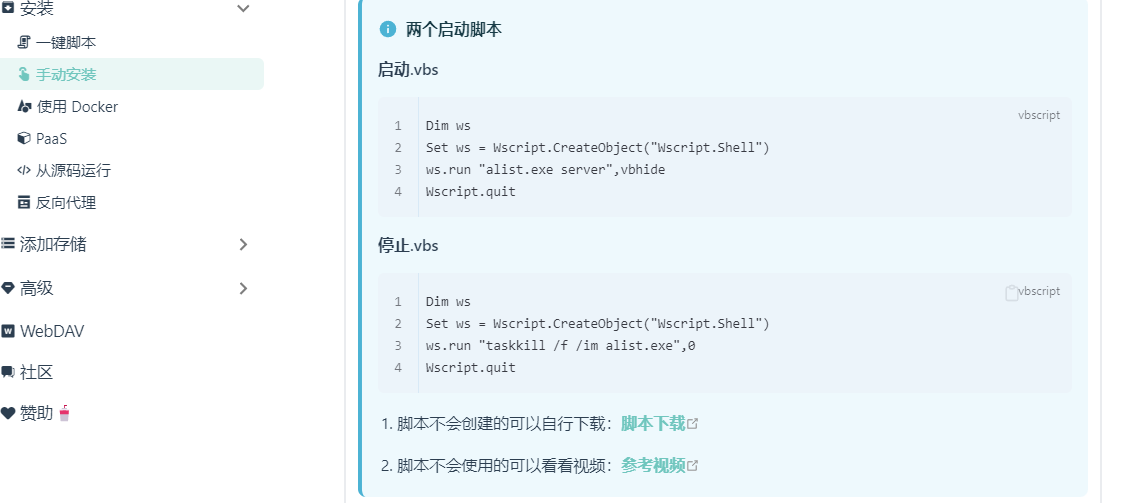 安装
一键脚本
手动安装
使用 Docker
PaaS
从源码运行
反向代理
添加存储
高级
WebDAV
社区
赞助
两个启动脚本
启动.vbs
vbscript
1 Dim ws
2 Set ws = Wscript.CreateObject("Wscript.Shell")
3 ws.run "alist.exe server",vbhide
4 Wscript.quit
停止.vbs
vbscript
1 Dim ws
2 Set ws = Wscript.CreateObject("Wscript.Shell")
3 ws.run "taskkill /f /im alist.exe",0
4 Wscript.quit
1. 脚本不会创建的可以自行下载：脚本下载
2. 脚本不会使用的可以看看视频：参考视频